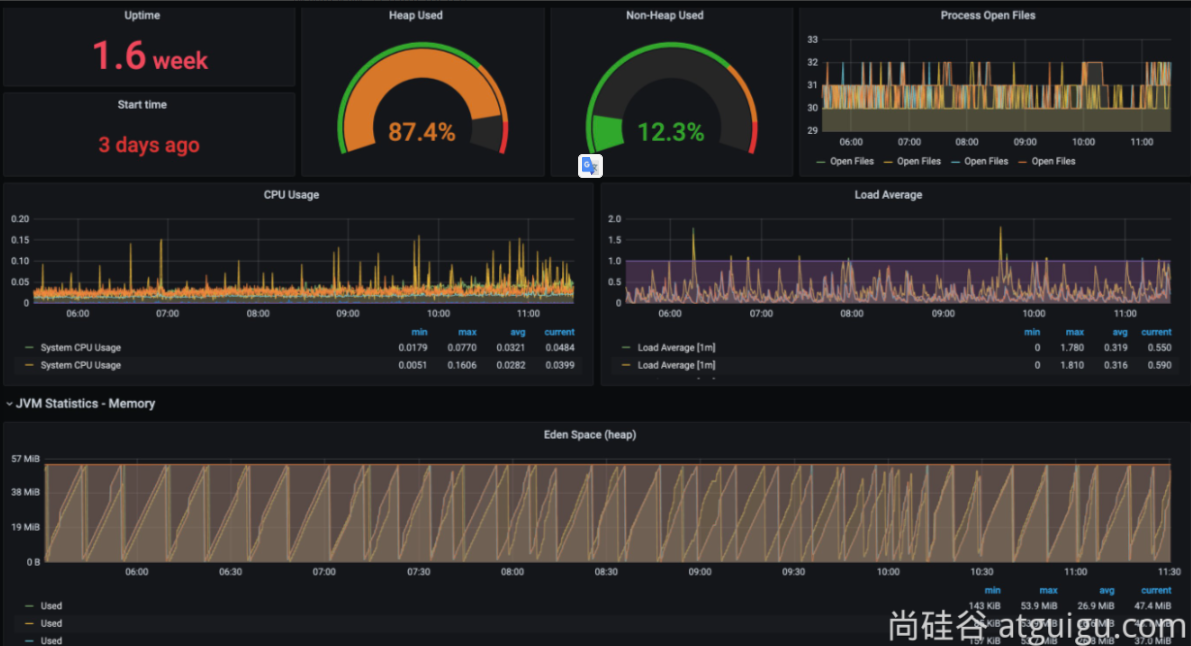 Uptime
1.6 week
Start time
3 days ago
Heap Used
87.4%
Non-Heap Used
12.3%
Process Open Files
33
32
31
30
29
06:00 07:00 08:00 09:00 10:00 11:00
Open Files Open Files Open Files Open Files
CPU Usage
0.20
0.15
0.10
0.05
0
06:00 07:00 08:00 09:00 10:00 11:00
min max avg current
System CPU Usage 0.0179 0.0770 0.0321 0.0484
System CPU Usage 0.0051 0.1606 0.0282 0.0399
Load Average
2.0
1.5
1.0
0.5
0
06:00 07:00 08:00 09:00 10:00 11:00
min max avg current
Load Average [1m] 0 1.780 0.319 0.550
Load Average [1m] 0 1.810 0.316 0.590
JVM Statistics - Memory
Eden Space (heap)
57 MiB
38 MiB
19 MiB
0 B
06:00 06:30 07:00 07:30 08:00 08:30 09:00 09:30 10:00 10:30 11:00 11:30
min max avg current
Used 143 KiB 53.9 MiB 26.9 MiB 47.4 MiB
Used
Used 37.0 MiB
尚硅谷 atguigu.com